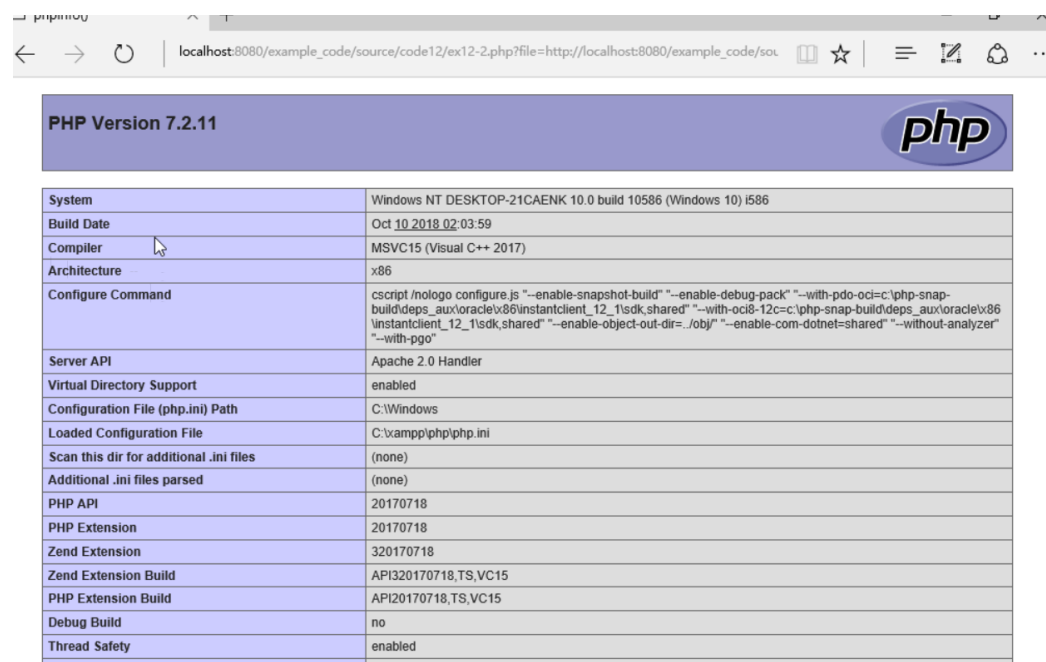 phpinfo()
localhost:8080/example_code/source/code12/ex12-2.php?file=http://localhost:8080/example_code/sou
PHP Version 7.2.11
php
System Windows NT DESKTOP-21CAENK 10.0 build 10586 (Windows 10) i586
Build Date Oct 10 2018 02:03:59
Compiler MSVC15 (Visual C++ 2017)
Architecture x86
Configure Command cscript /nologo configure.js "--enable-snapshot-build" "--enable-debug-pack" "--with-pdo-oci=c:\php-snap-
build\deps_aux\oracle\x86\instantclient_12_1\sdk,shared" "--with-oci8-12c=c:\php-snap-build\deps_aux\oracle\x86
\instantclient_12_1\sdk,shared" "--enable-object-out-dir=../obj/" "--enable-com-dotnet=shared" "--without-analyzer"
"--with-pgo"
Server API Apache 2.0 Handler
Virtual Directory Support enabled
Configuration File (php.ini) Path C:\Windows
Loaded Configuration File C:\xampp\php\php.ini
Scan this dir for additional .ini files (none)
Additional .ini files parsed (none)
PHP API 20170718
PHP Extension 20170718
Zend Extension 320170718
Zend Extension Build API320170718,TS,VC15
PHP Extension Build API20170718,TS,VC15
Debug Build no
Thread Safety enabled